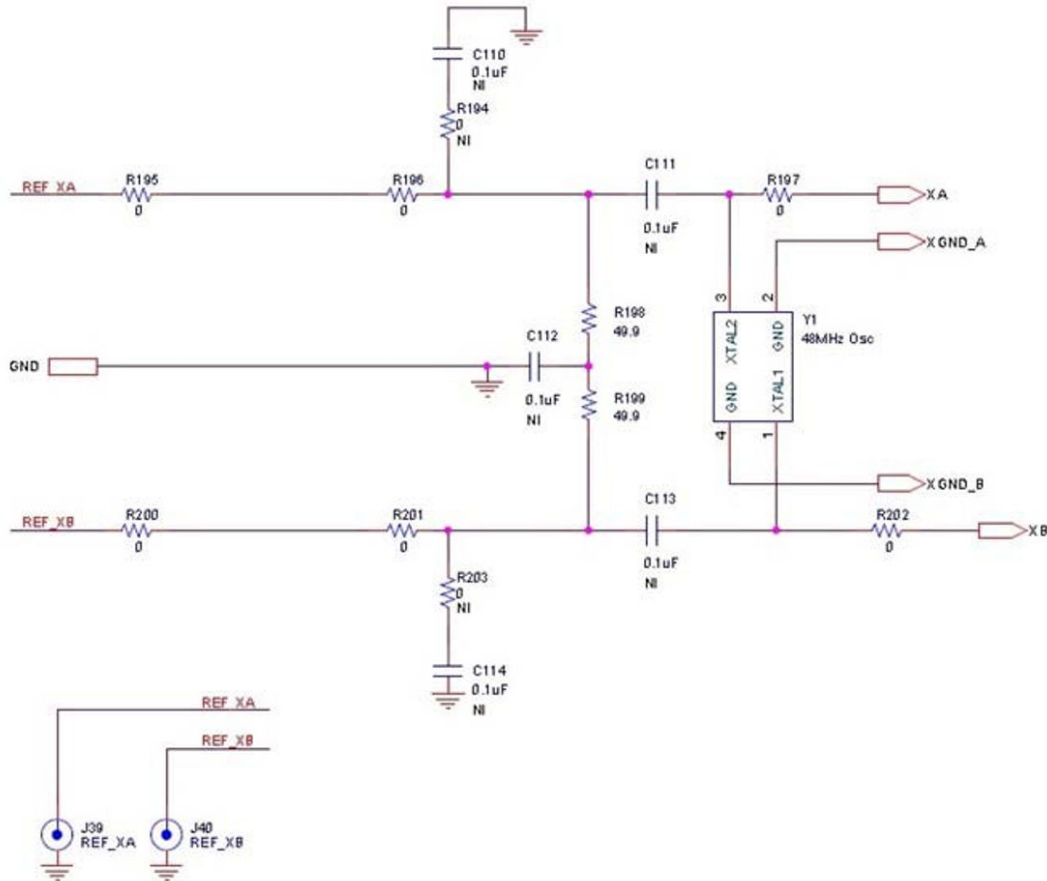 C110
0.1uF
NI
R194
0
NI
REF_XA
R195
0
R196
0
C111
0.1uF
NI
R197
0
XA
XGND_A
3
2
XTAL2
GND
GND
XTAL1
4
1
Y1
48MHz Osc
R198
49.9
GND
C112
0.1uF
NI
R199
49.9
XGND_B
REF_XB
R200
0
R201
0
C113
0.1uF
NI
R202
0
XB
R203
0
NI
C114
0.1uF
NI
REF_XA
REF_XB
J39
REF_XA
J40
REF_XB